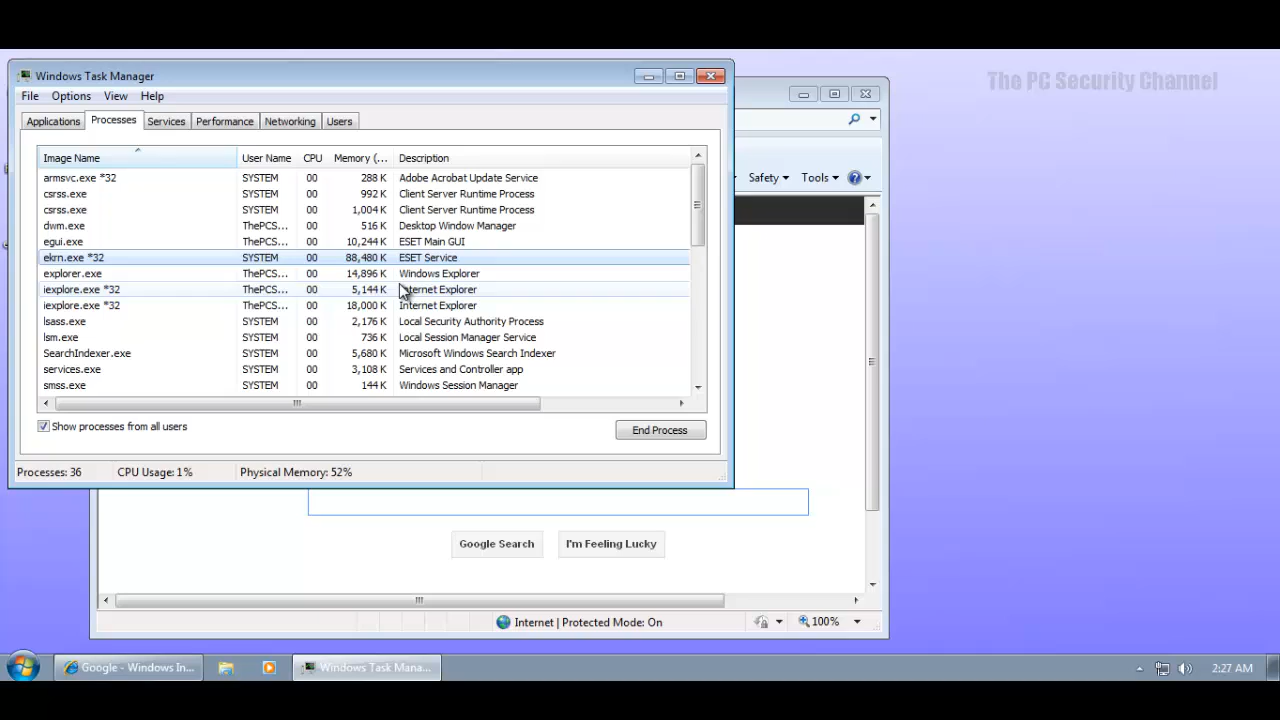 The PC Security Channel
Windows Task Manager
File Options View Help
Applications Processes Services Performance Networking Users
Safety Tools
Image Name User Name CPU Memory (... Description
armsvc.exe *32 SYSTEM 00 288 K Adobe Acrobat Update Service
csrss.exe SYSTEM 00 992 K Client Server Runtime Process
csrss.exe SYSTEM 00 1,004 K Client Server Runtime Process
dwm.exe ThePCS... 00 516 K Desktop Window Manager
egui.exe ThePCS... 00 10,244 K ESET Main GUI
ekrn.exe *32 SYSTEM 00 88,480 K ESET Service
explorer.exe ThePCS... 00 14,896 K Windows Explorer
iexplore.exe *32 ThePCS... 00 5,144 K Internet Explorer
iexplore.exe *32 ThePCS... 00 18,000 K Internet Explorer
lsass.exe SYSTEM 00 2,176 K Local Security Authority Process
lsm.exe SYSTEM 00 736 K Local Session Manager Service
SearchIndexer.exe SYSTEM 00 5,680 K Microsoft Windows Search Indexer
services.exe SYSTEM 00 3,108 K Services and Controller app
smss.exe SYSTEM 00 144 K Windows Session Manager
Show processes from all users End Process
Processes: 36 CPU Usage: 1% Physical Memory: 52%
Google Search I'm Feeling Lucky
Internet | Protected Mode: On 100%
Google - Windows In... Windows Task Mana... 2:27 AM